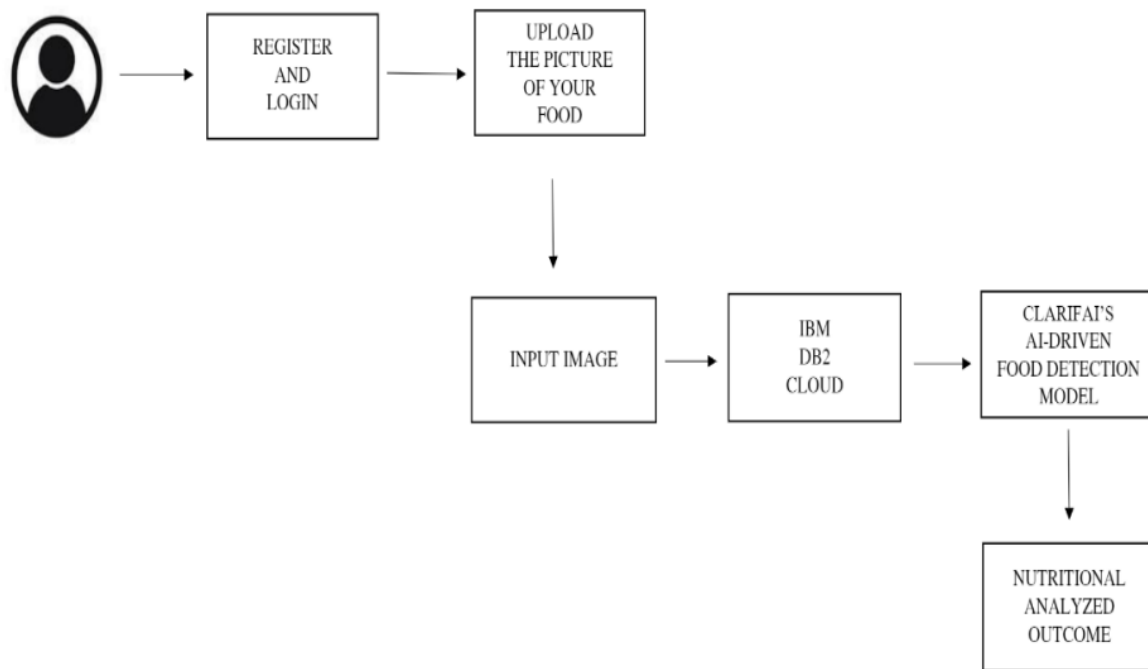 REGISTER
AND
LOGIN
UPLOAD
THE PICTURE
OF YOUR
FOOD
INPUT IMAGE
IBM
DB2
CLOUD
CLARIFAI'S
AI-DRIVEN
FOOD DETECTION
MODEL
NUTRITIONAL
ANALYZED
OUTCOME